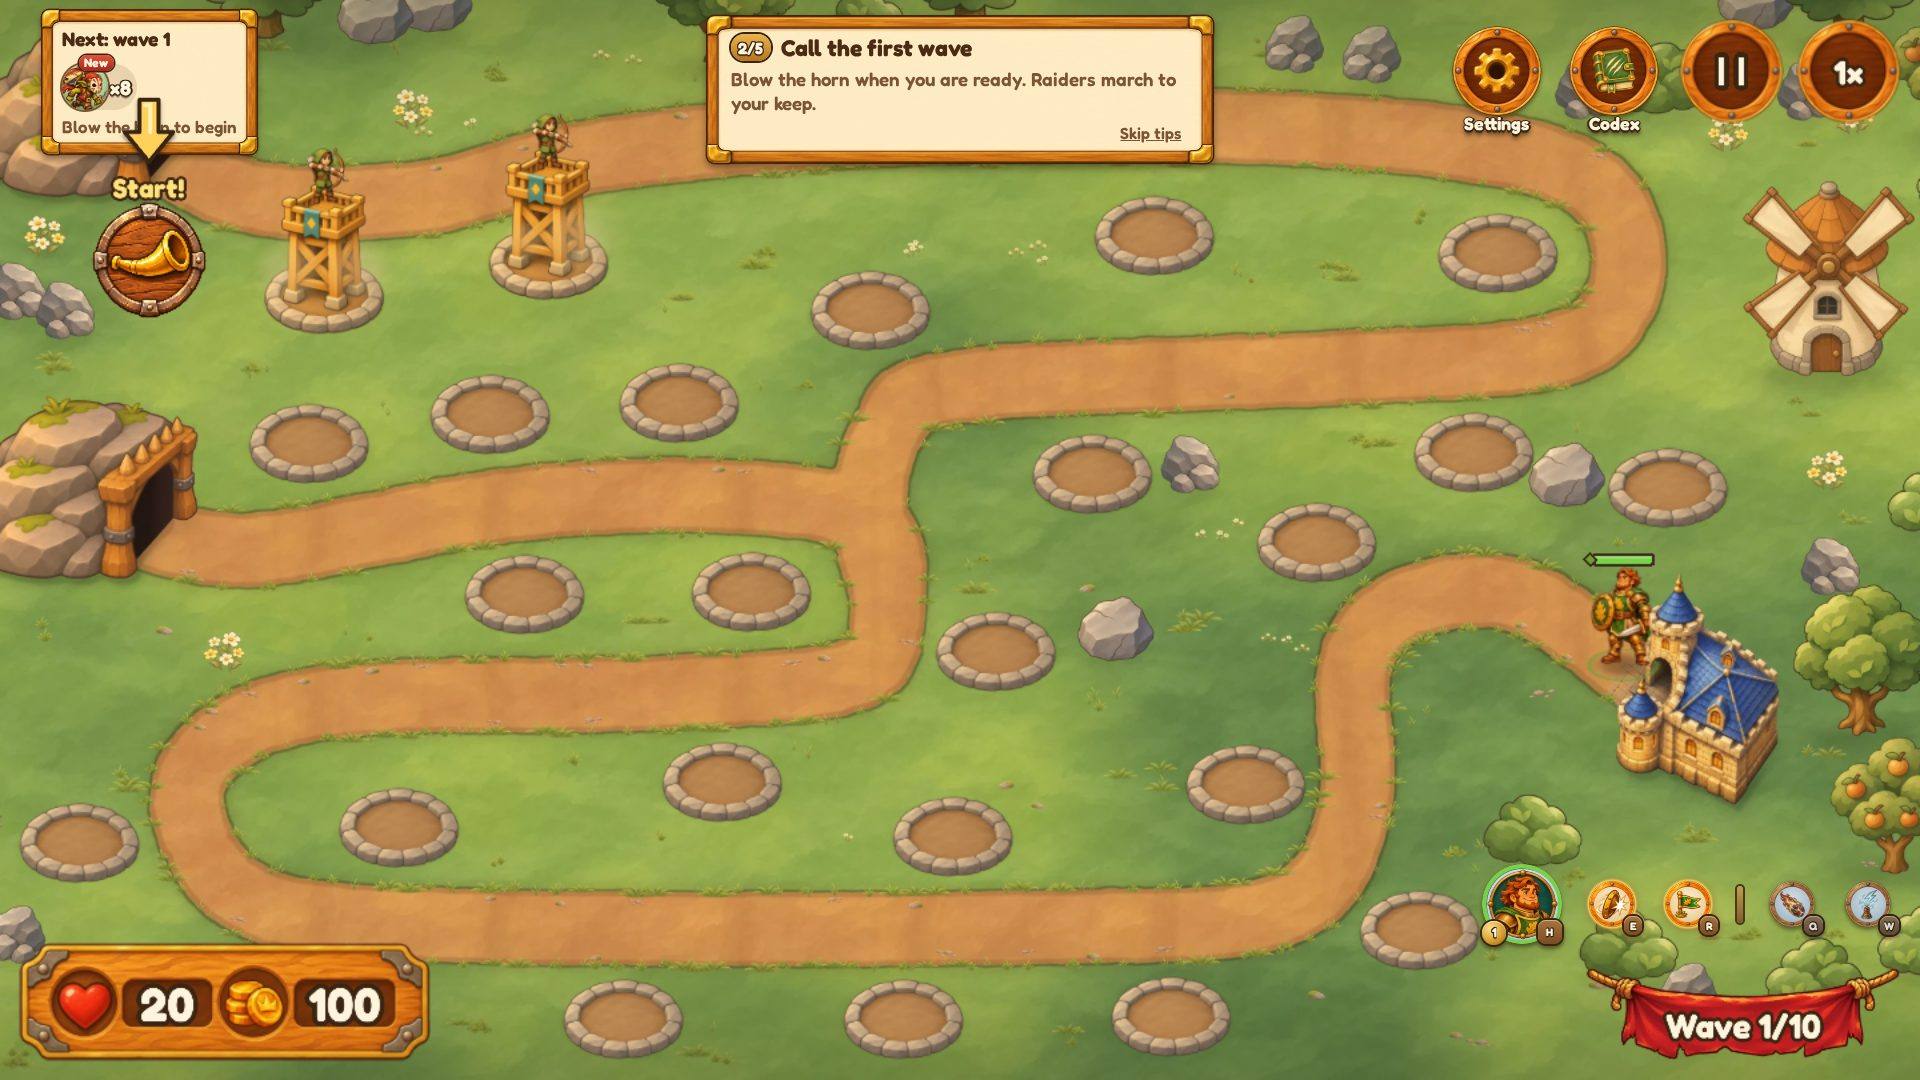 Next: wave 1
New
x8
Blow the to begin
Start!
2/5 Call the first wave
Blow the horn when you are ready. Raiders march to
your keep.
Skip tips
Settings
Codex
1x
1
H
E
R
Q
W
20
100
Wave 1/10